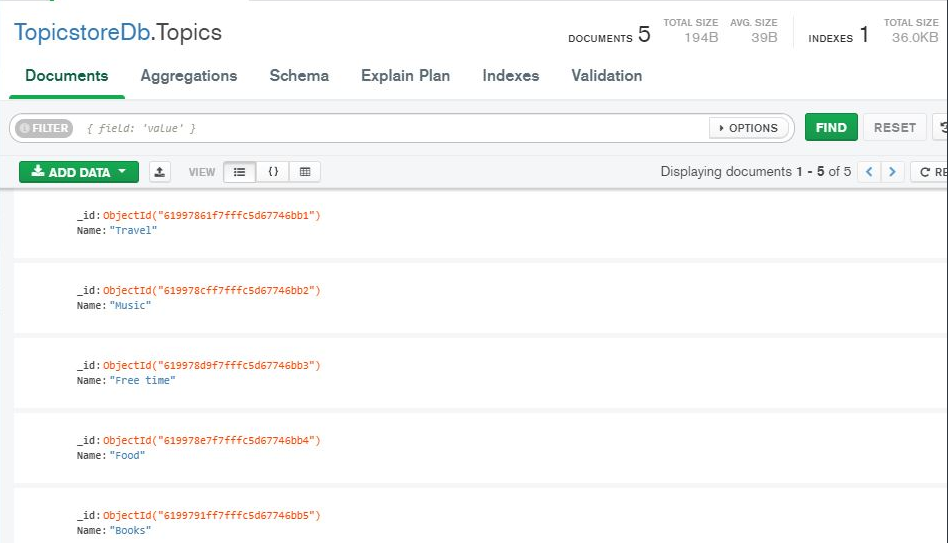 TopicstoreDb.Topics
DOCUMENTS 5 TOTAL SIZE 194B AVG. SIZE 39B INDEXES 1 TOTAL SIZE 36.0KB
Documents Aggregations Schema Explain Plan Indexes Validation
FILTER { field: 'value' } OPTIONS FIND RESET
ADD DATA VIEW {} Displaying documents 1 - 5 of 5 RE
_id: ObjectId("61997861f7fffc5d67746bb1")
Name: "Travel"
_id: ObjectId("619978cff7fffc5d67746bb2")
Name: "Music"
_id: ObjectId("619978d9f7fffc5d67746bb3")
Name: "Free time"
_id: ObjectId("619978e7f7fffc5d67746bb4")
Name: "Food"
_id: ObjectId("6199791ff7fffc5d67746bb5")
Name: "Books"